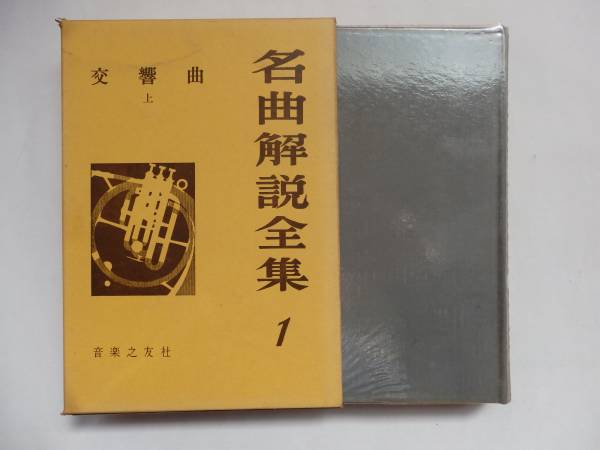 名曲解説全集 1
交響曲
上
音楽之友社